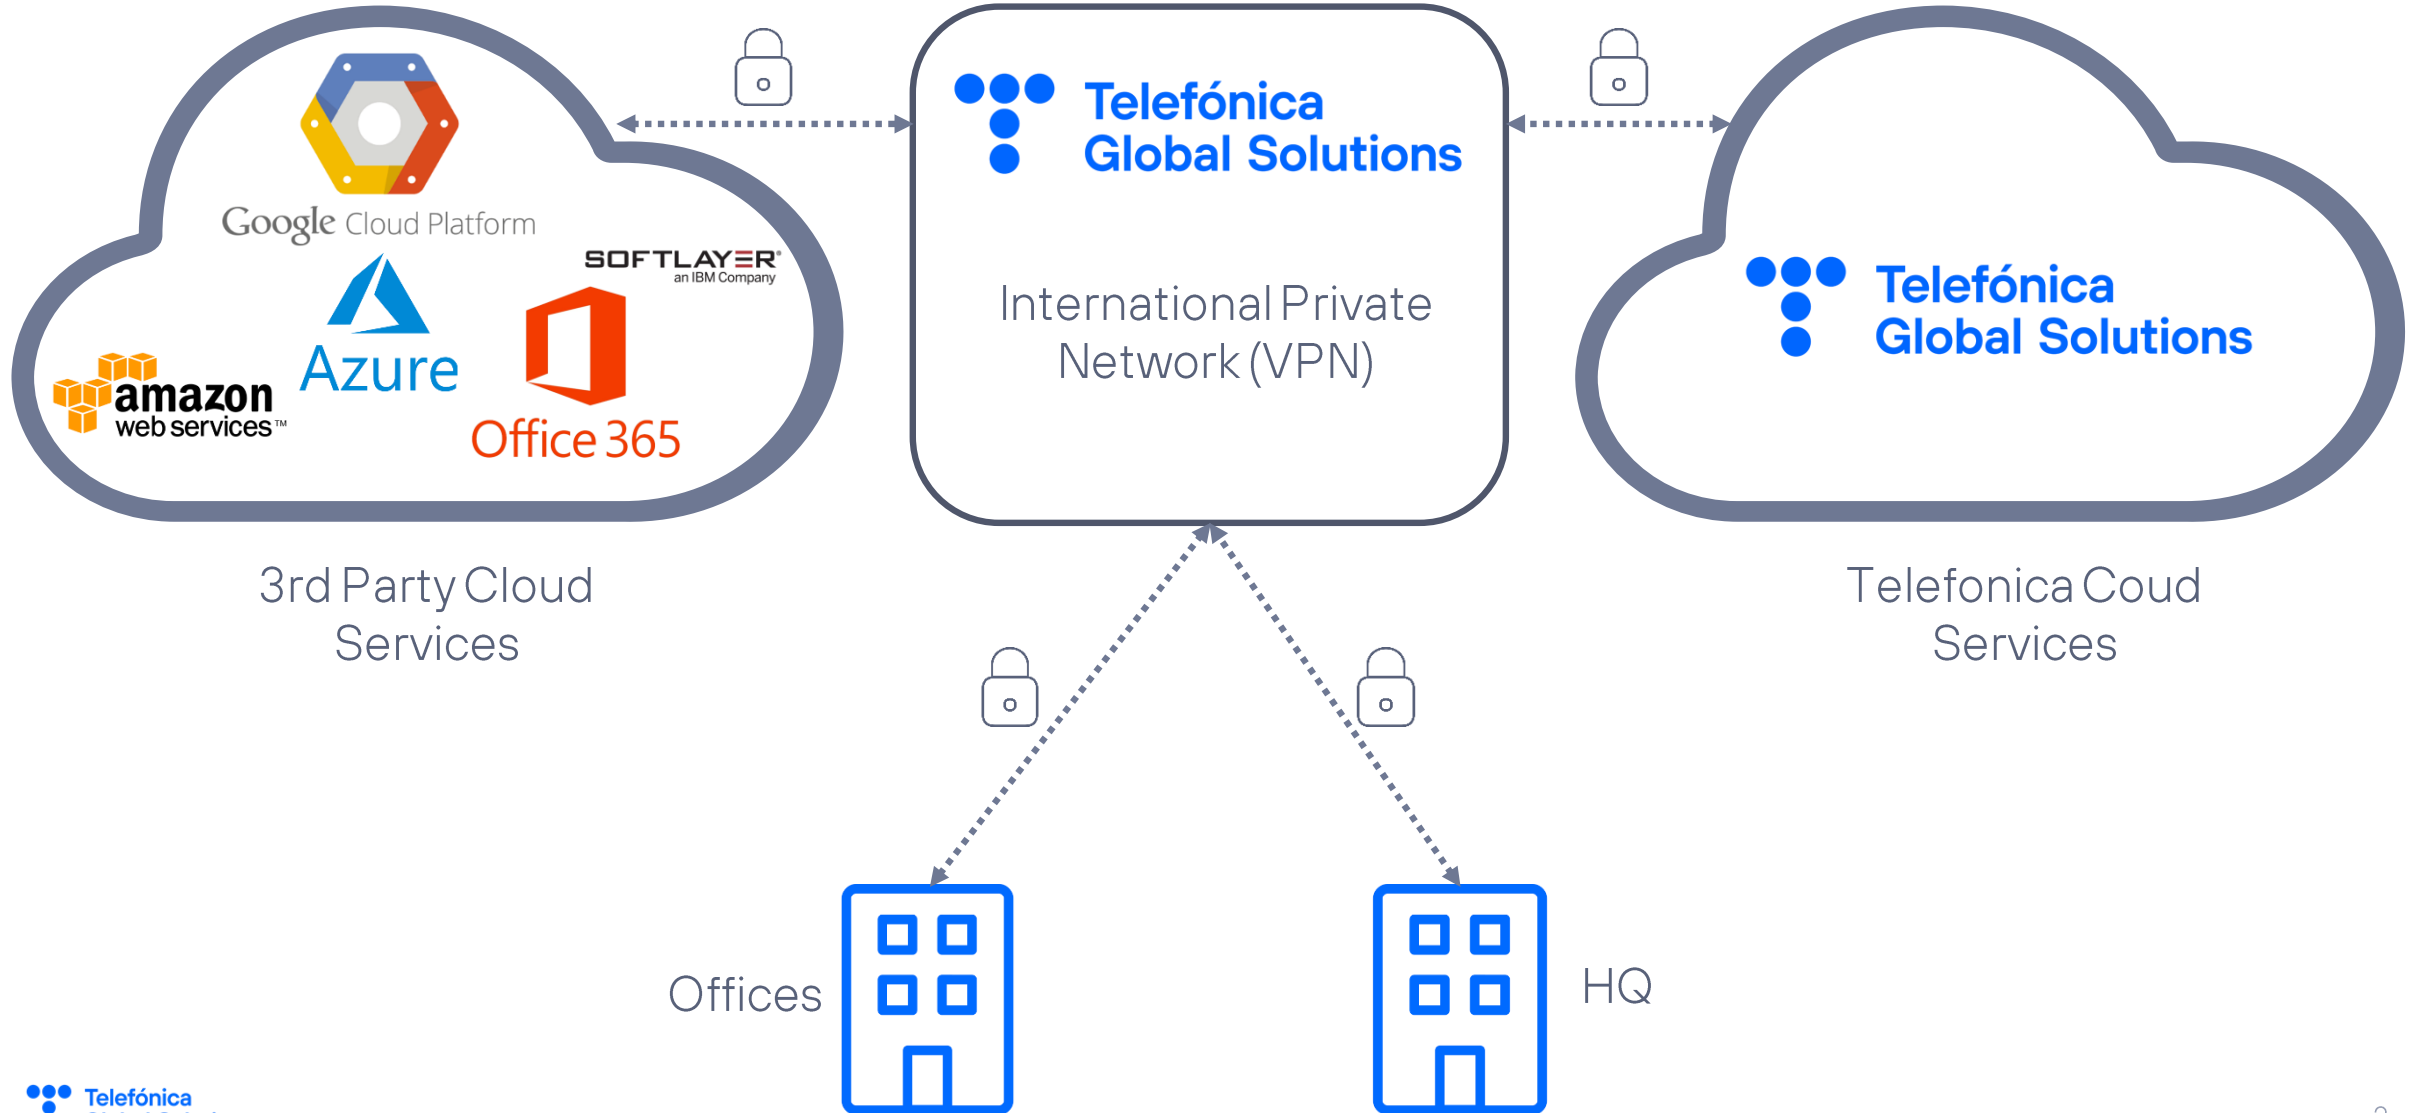 Google Cloud Platform
SOFTLAYER®
an IBM Company
Azure
amazon
web services™
Office 365
3rd Party Cloud
Services
Telefónica
Global Solutions
International Private
Network (VPN)
Telefónica
Global Solutions
Telefonica Coud
Services
Offices
HQ
Telefónica